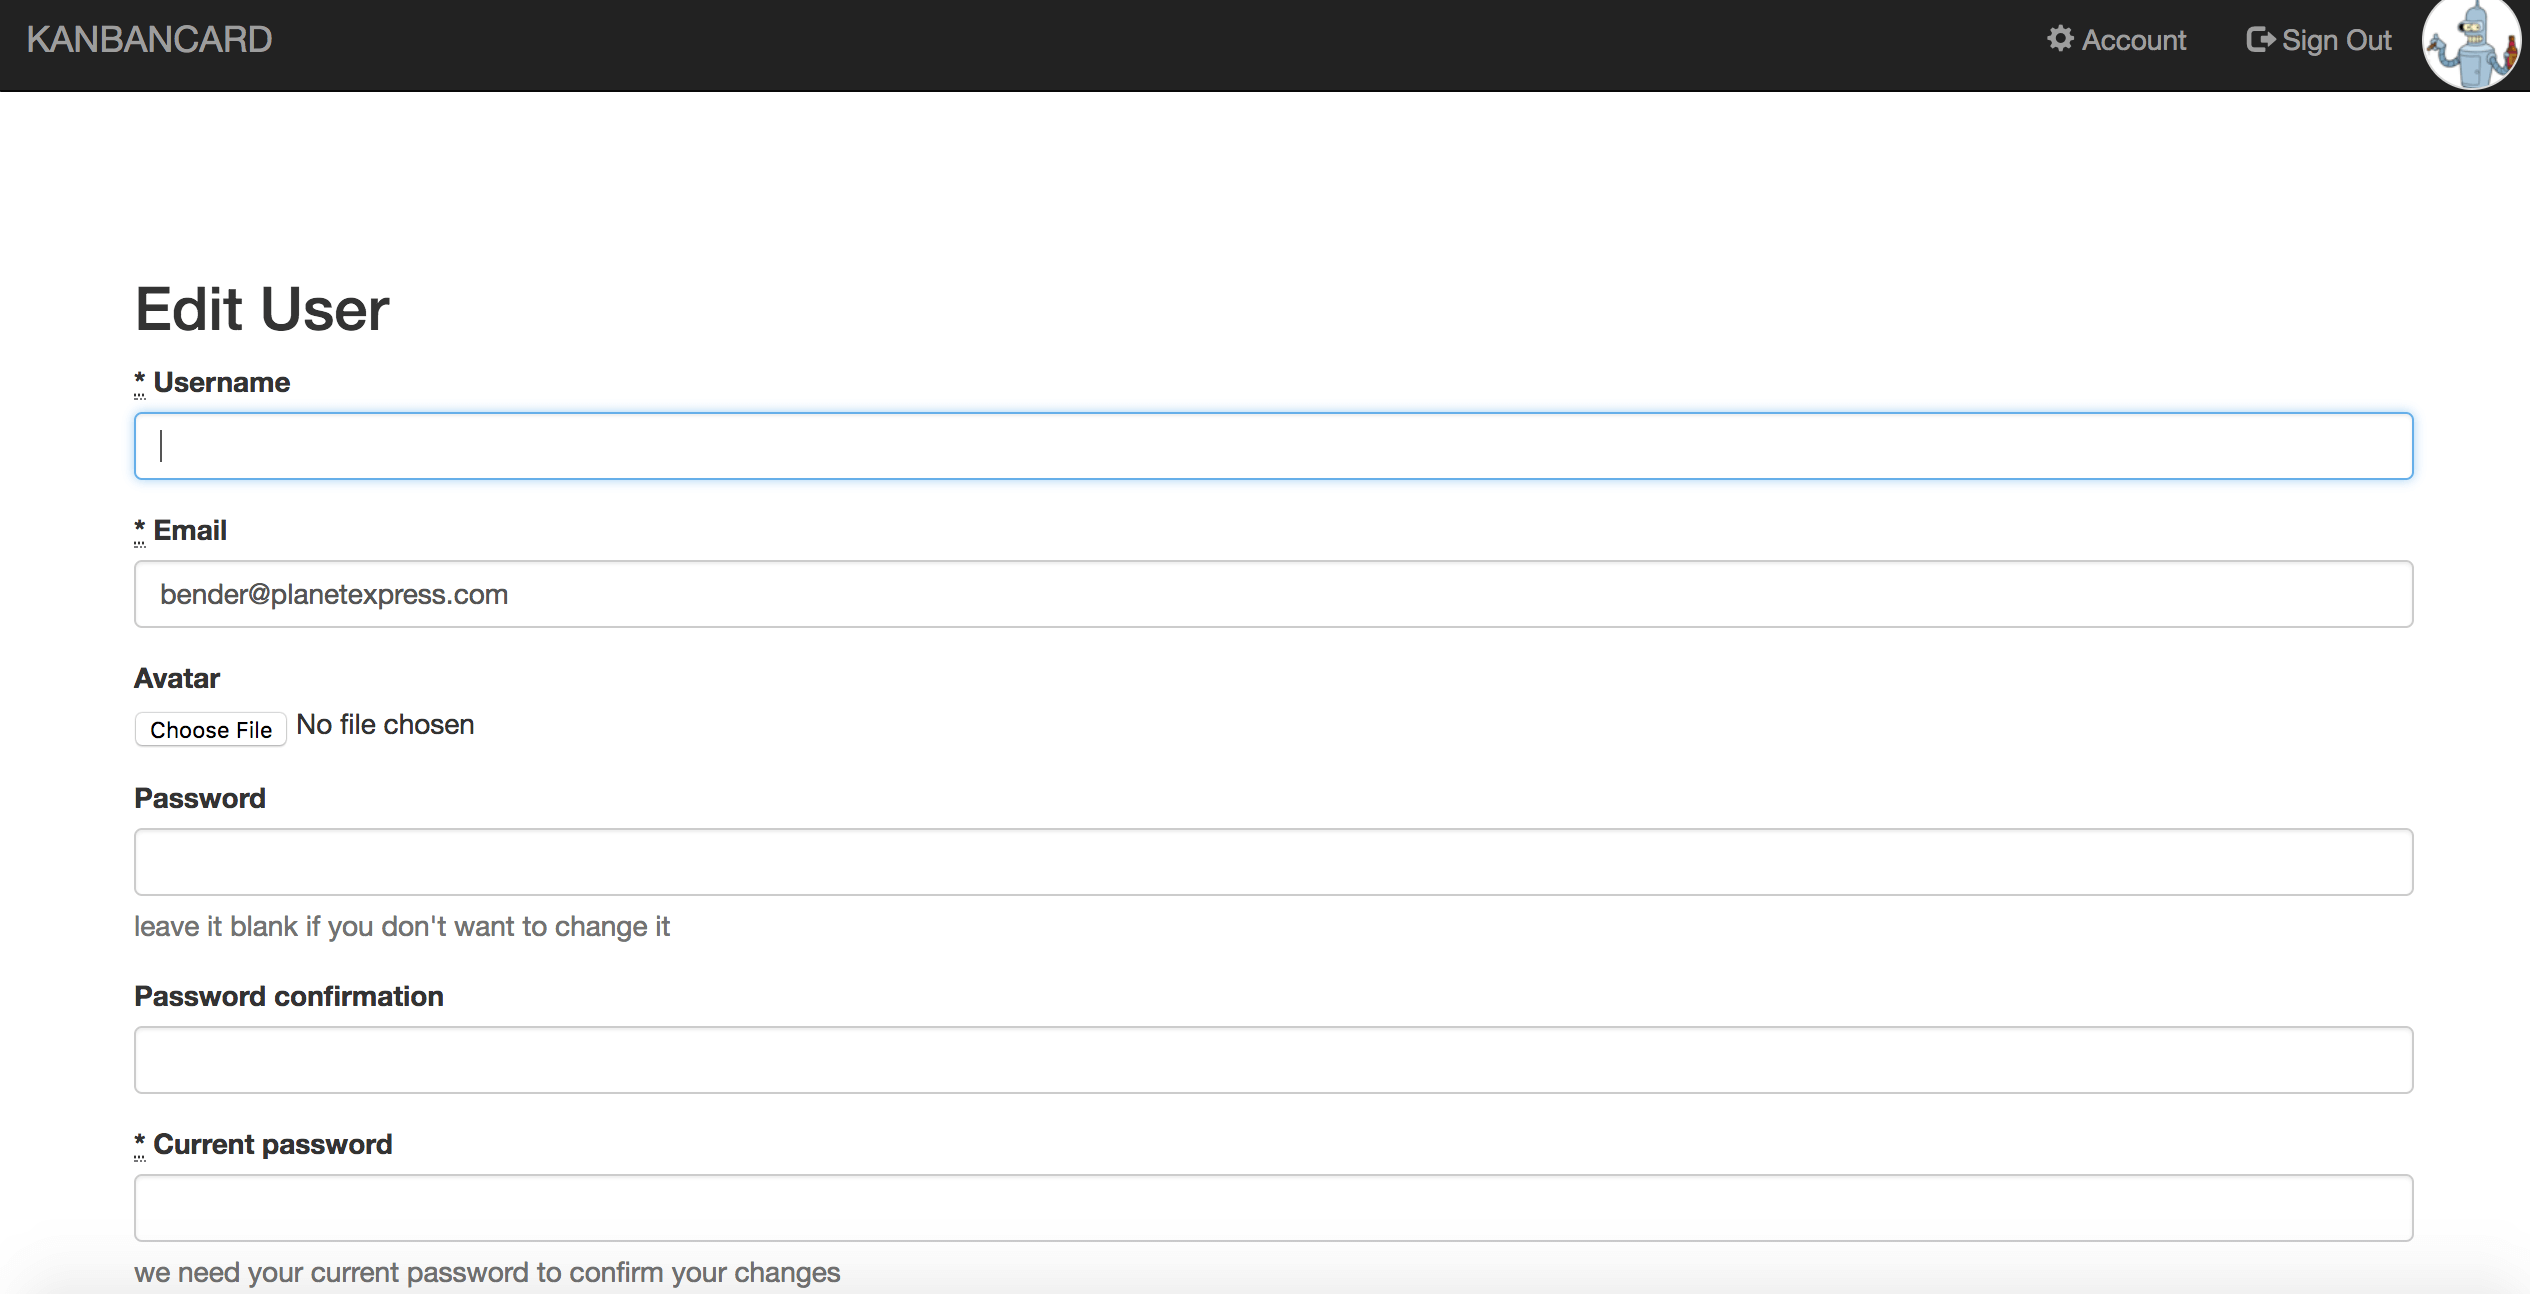 KANBANCARD
Account
Sign Out
Edit User
* Username
* Email
bender@planetexpress.com
Avatar
Choose File No file chosen
Password
leave it blank if you don't want to change it
Password confirmation
* Current password
we need your current password to confirm your changes